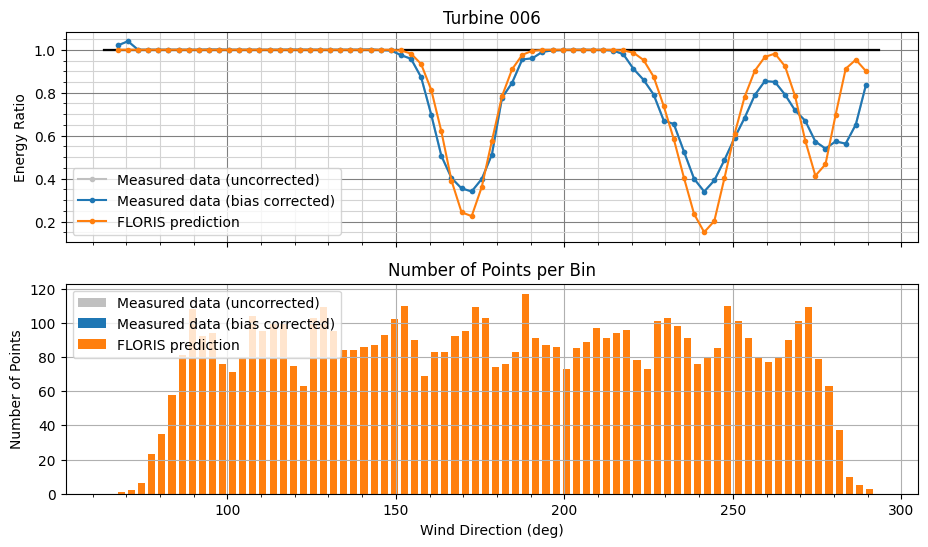 Turbine 006
Energy Ratio
1.0
0.8
0.6
0.4
0.2
Measured data (uncorrected)
Measured data (bias corrected)
FLORIS prediction
Number of Points per Bin
Number of Points
120
100
80
60
40
20
0
Measured data (uncorrected)
Measured data (bias corrected)
FLORIS prediction
100
150
200
250
300
Wind Direction (deg)